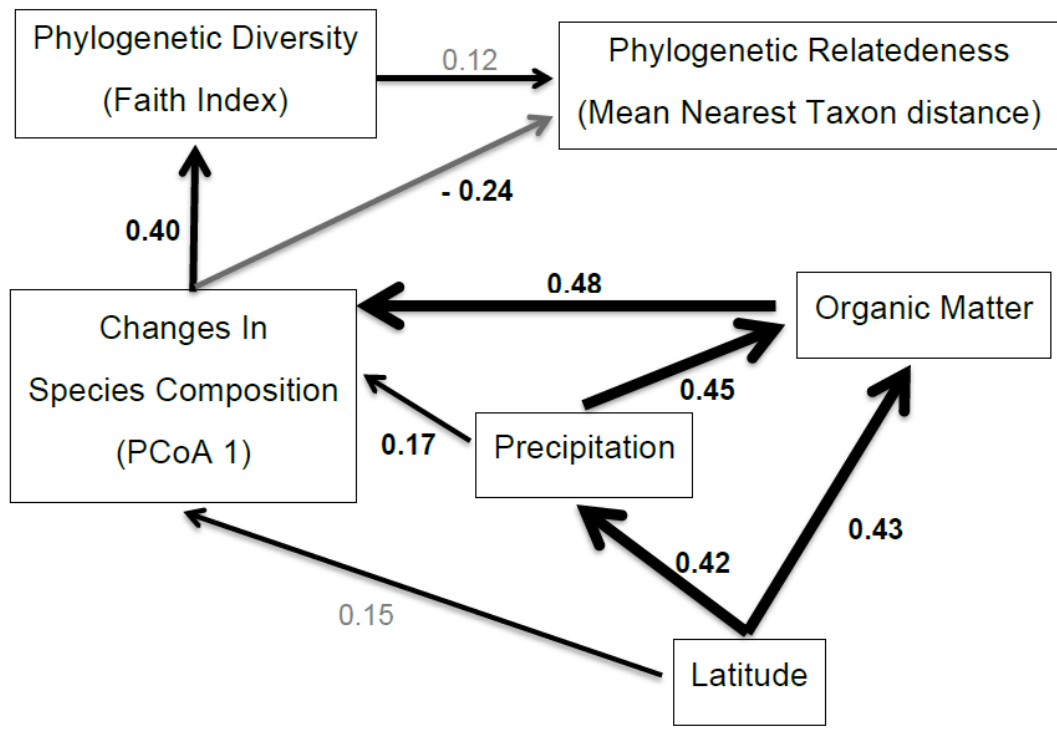 Phylogenetic Diversity
(Faith Index)
0.12
Phylogenetic Relatedeness
(Mean Nearest Taxon distance)
- 0.24
0.40
0.48
Changes In
Species Composition
(PCoA 1)
Organic Matter
0.45
0.17
Precipitation
0.43
0.42
0.15
Latitude